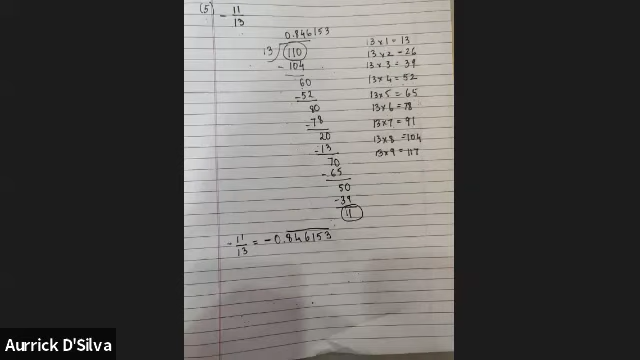 (5) - 11/13
0.846153
13) 110
- 104
60
- 52
80
- 78
20
- 13
70
- 65
50
- 39
11
13 x 1 = 13
13 x 2 = 26
13 x 3 = 39
13 x 4 = 52
13 x 5 = 65
13 x 6 = 78
13 x 7 = 91
13 x 8 = 104
13 x 9 = 117
- 11/13 = - 0.846153
Aurrick D'Silva